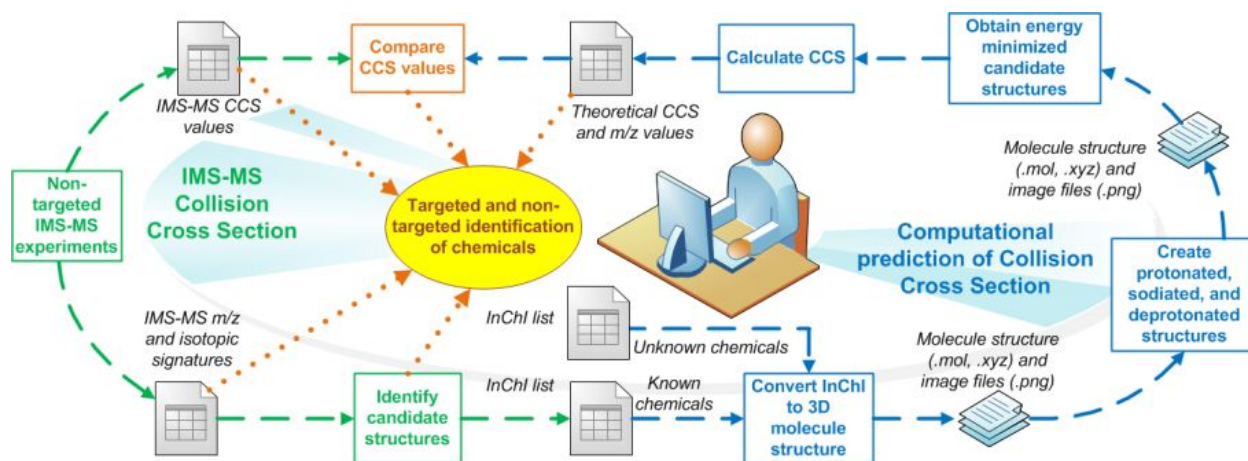 Compare
CCS values
Calculate CCS
Obtain energy
minimized
candidate
structures
IMS-MS CCS
values
Theoretical CCS
and m/z values
Molecule structure
(.mol, .xyz) and
image files (.png)
Non-
targeted
IMS-MS
experiments
IMS-MS
Collision
Cross Section
Targeted and non-
targeted identification
of chemicals
Computational
prediction of Collision
Cross Section
Create
protonated,
sodiated, and
deprotonated
structures
IMS-MS m/z
and isotopic
signatures
InChI list
Unknown chemicals
Molecule structure
(.mol, .xyz) and
image files (.png)
Identify
candidate
structures
InChI list
Known
chemicals
Convert InChI
to 3D
molecule
structure